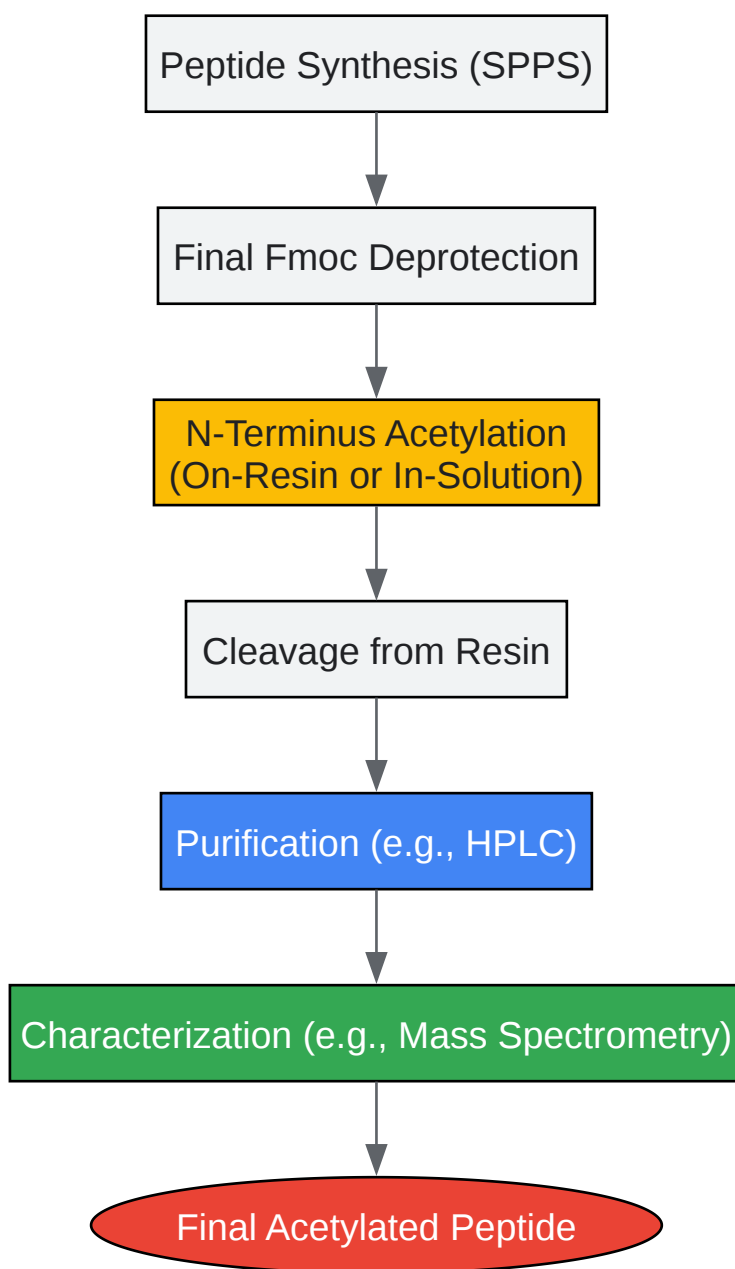 Peptide Synthesis (SPPS)
Final Fmoc Deprotection
N-Terminus Acetylation
(On-Resin or In-Solution)
Cleavage from Resin
Purification (e.g., HPLC)
Characterization (e.g., Mass Spectrometry)
Final Acetylated Peptide